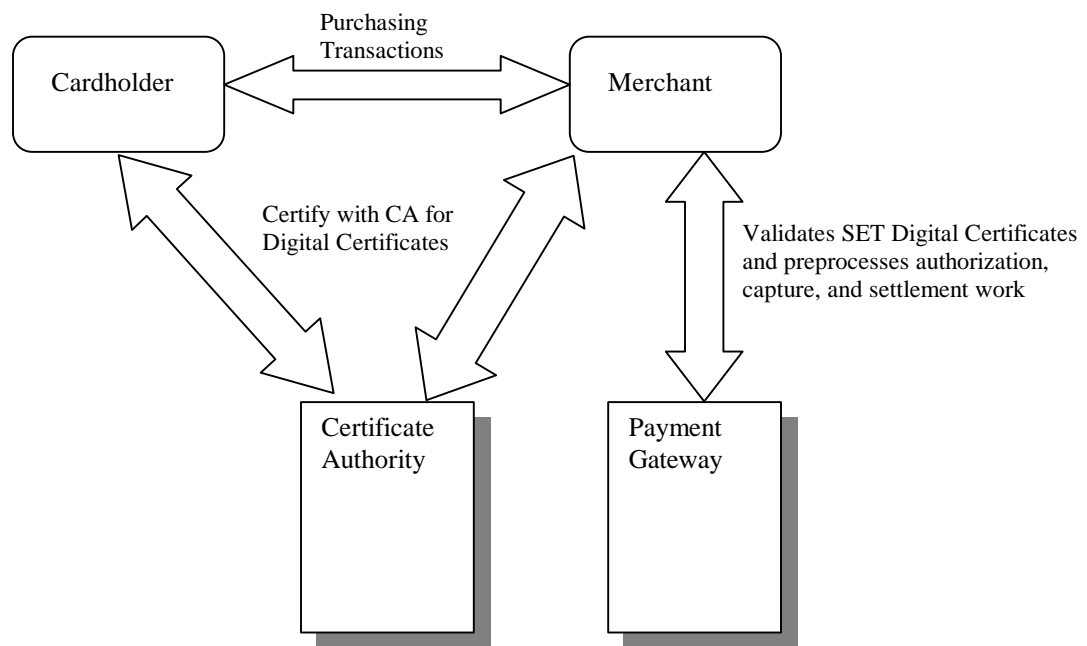 Purchasing
Transactions
Cardholder
Merchant
Certify with CA for
Digital Certificates
Validates SET Digital Certificates
and preprocesses authorization,
capture, and settlement work
Certificate
Authority
Payment
Gateway